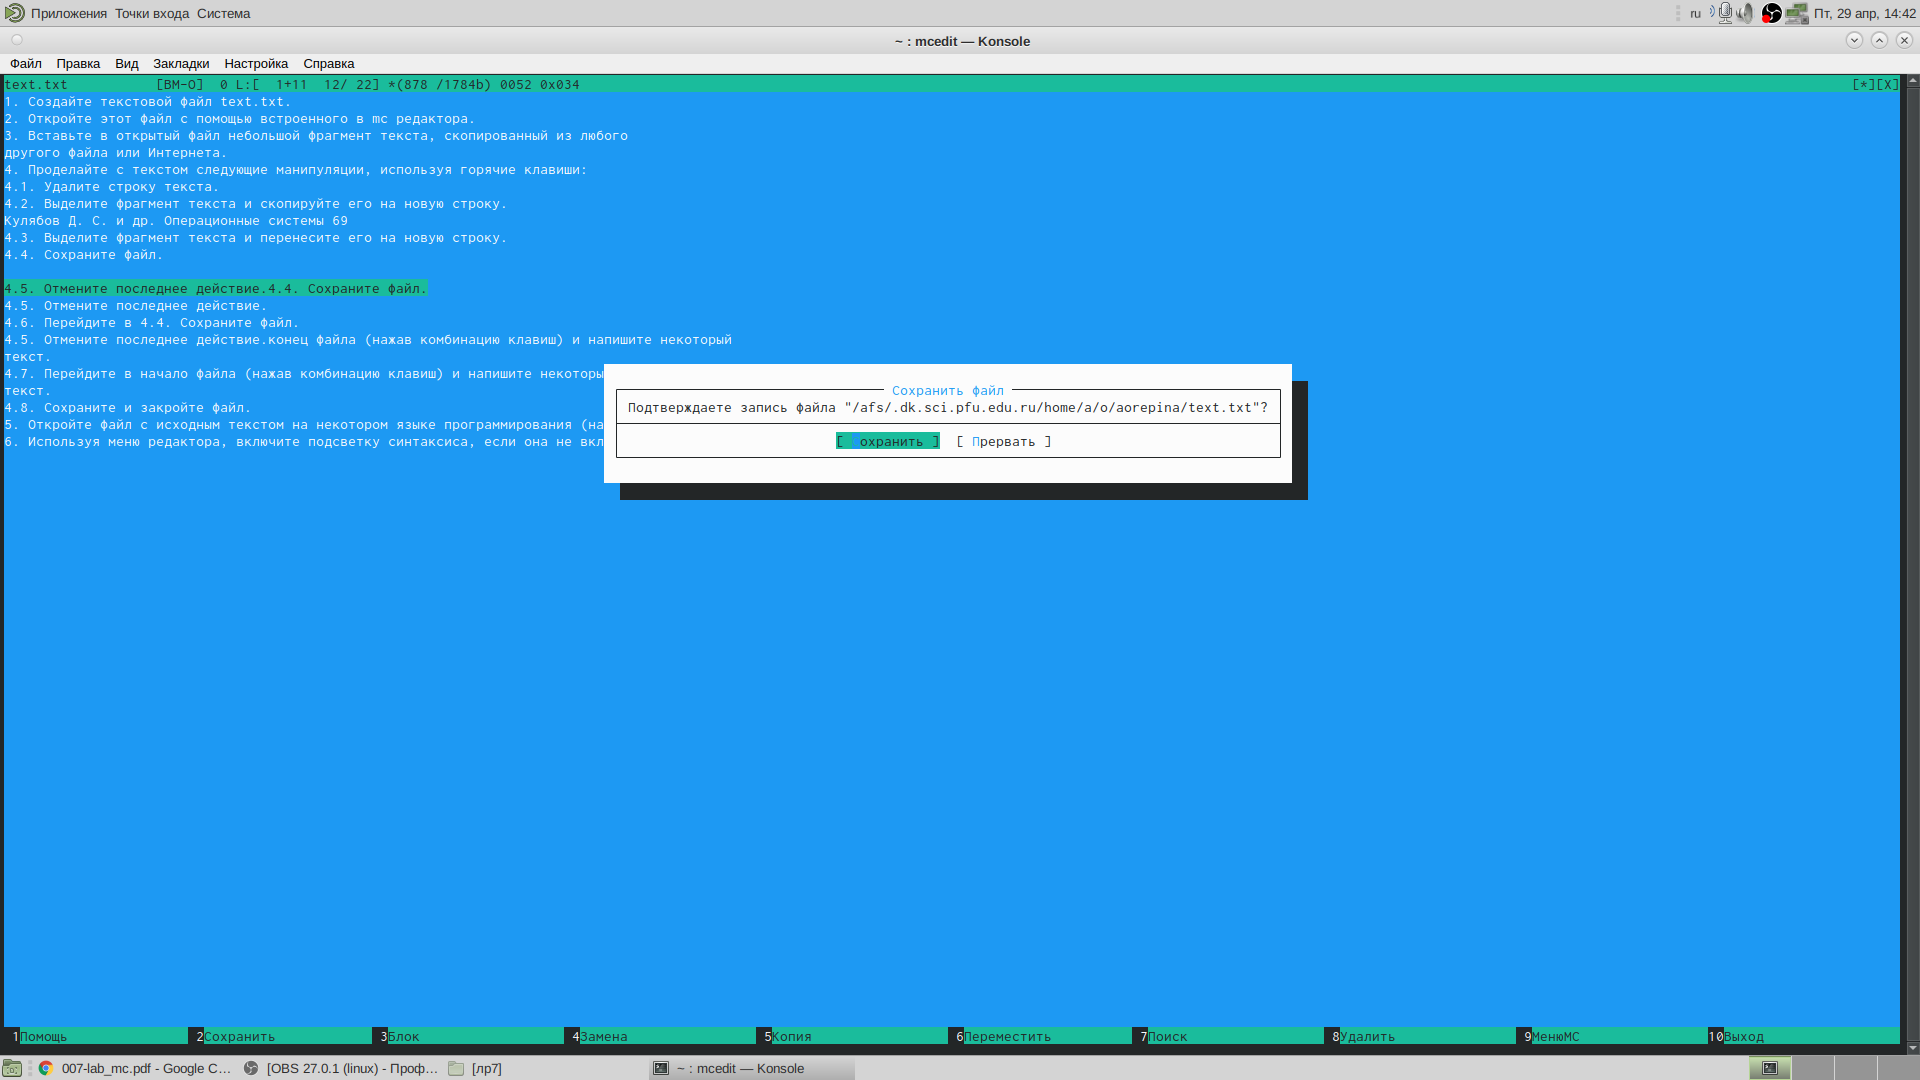 Приложения Точки входа Система
ru Пт, 29 апр, 14:42
~ : mcedit — Konsole
Файл Правка Вид Закладки Настройка Справка
text.txt [BM-O] 0 L:[ 1+11 12/ 22] *(878 /1784b) 0052 0x034 [*][X]
1. Создайте текстовой файл text.txt.
2. Откройте этот файл с помощью встроенного в mc редактора.
3. Вставьте в открытый файл небольшой фрагмент текста, скопированный из любого
другого файла или Интернета.
4. Проделайте с текстом следующие манипуляции, используя горячие клавиши:
4.1. Удалите строку текста.
4.2. Выделите фрагмент текста и скопируйте его на новую строку.
Кулябов Д. С. и др. Операционные системы 69
4.3. Выделите фрагмент текста и перенесите его на новую строку.
4.4. Сохраните файл.
4.5. Отмените последнее действие.4.4. Сохраните файл.
4.5. Отмените последнее действие.
4.6. Перейдите в 4.4. Сохраните файл.
4.5. Отмените последнее действие.конец файла (нажав комбинацию клавиш) и напишите некоторый
текст.
4.7. Перейдите в начало файла (нажав комбинацию клавиш) и напишите некоторы
текст.
4.8. Сохраните и закройте файл.
5. Откройте файл с исходным текстом на некотором языке программирования (на
6. Используя меню редактора, включите подсветку синтаксиса, если она не вкл
Сохранить файл
Подтверждаете запись файла "/afs/.dk.sci.pfu.edu.ru/home/a/o/aorepina/text.txt"?
[ Сохранить ] [ Прервать ]
1Помощь 2Сохранить 3Блок 4Замена 5Копия 6Переместить 7Поиск 8Удалить 9МенюMC 10Выход
007-lab_mc.pdf - Google C... [OBS 27.0.1 (linux) - Проф... [лр7] ~ : mcedit — Konsole